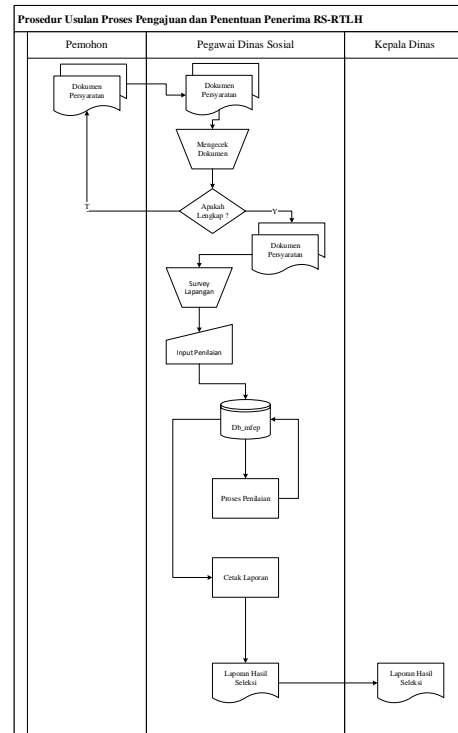 Prosedur Usulan Proses Pengajuan dan Penentuan Penerima RS-RTLH
Pemohon
Pegawai Dinas Sosial
Kepala Dinas
Dokumen
Persyaratan
Dokumen
Persyaratan
Mengecek
Dokumen
Apakah
Lengkap ?
T
Y
Dokumen
Persyaratan
Survey
Lapangan
Input Penilaian
Db_mfep
Proses Penilaian
Cetak Laporan
Laporan Hasil
Seleksi
Laporan Hasil
Seleksi